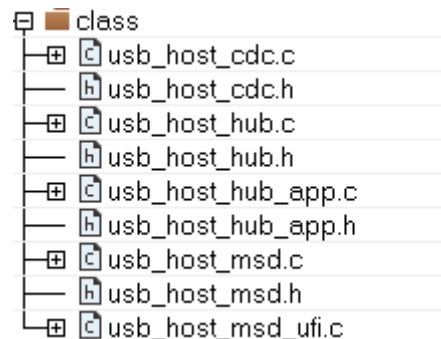 class
usb_host_cdc.c
usb_host_cdc.h
usb_host_hub.c
usb_host_hub.h
usb_host_hub_app.c
usb_host_hub_app.h
usb_host_msd.c
usb_host_msd.h
usb_host_msd_ufi.c